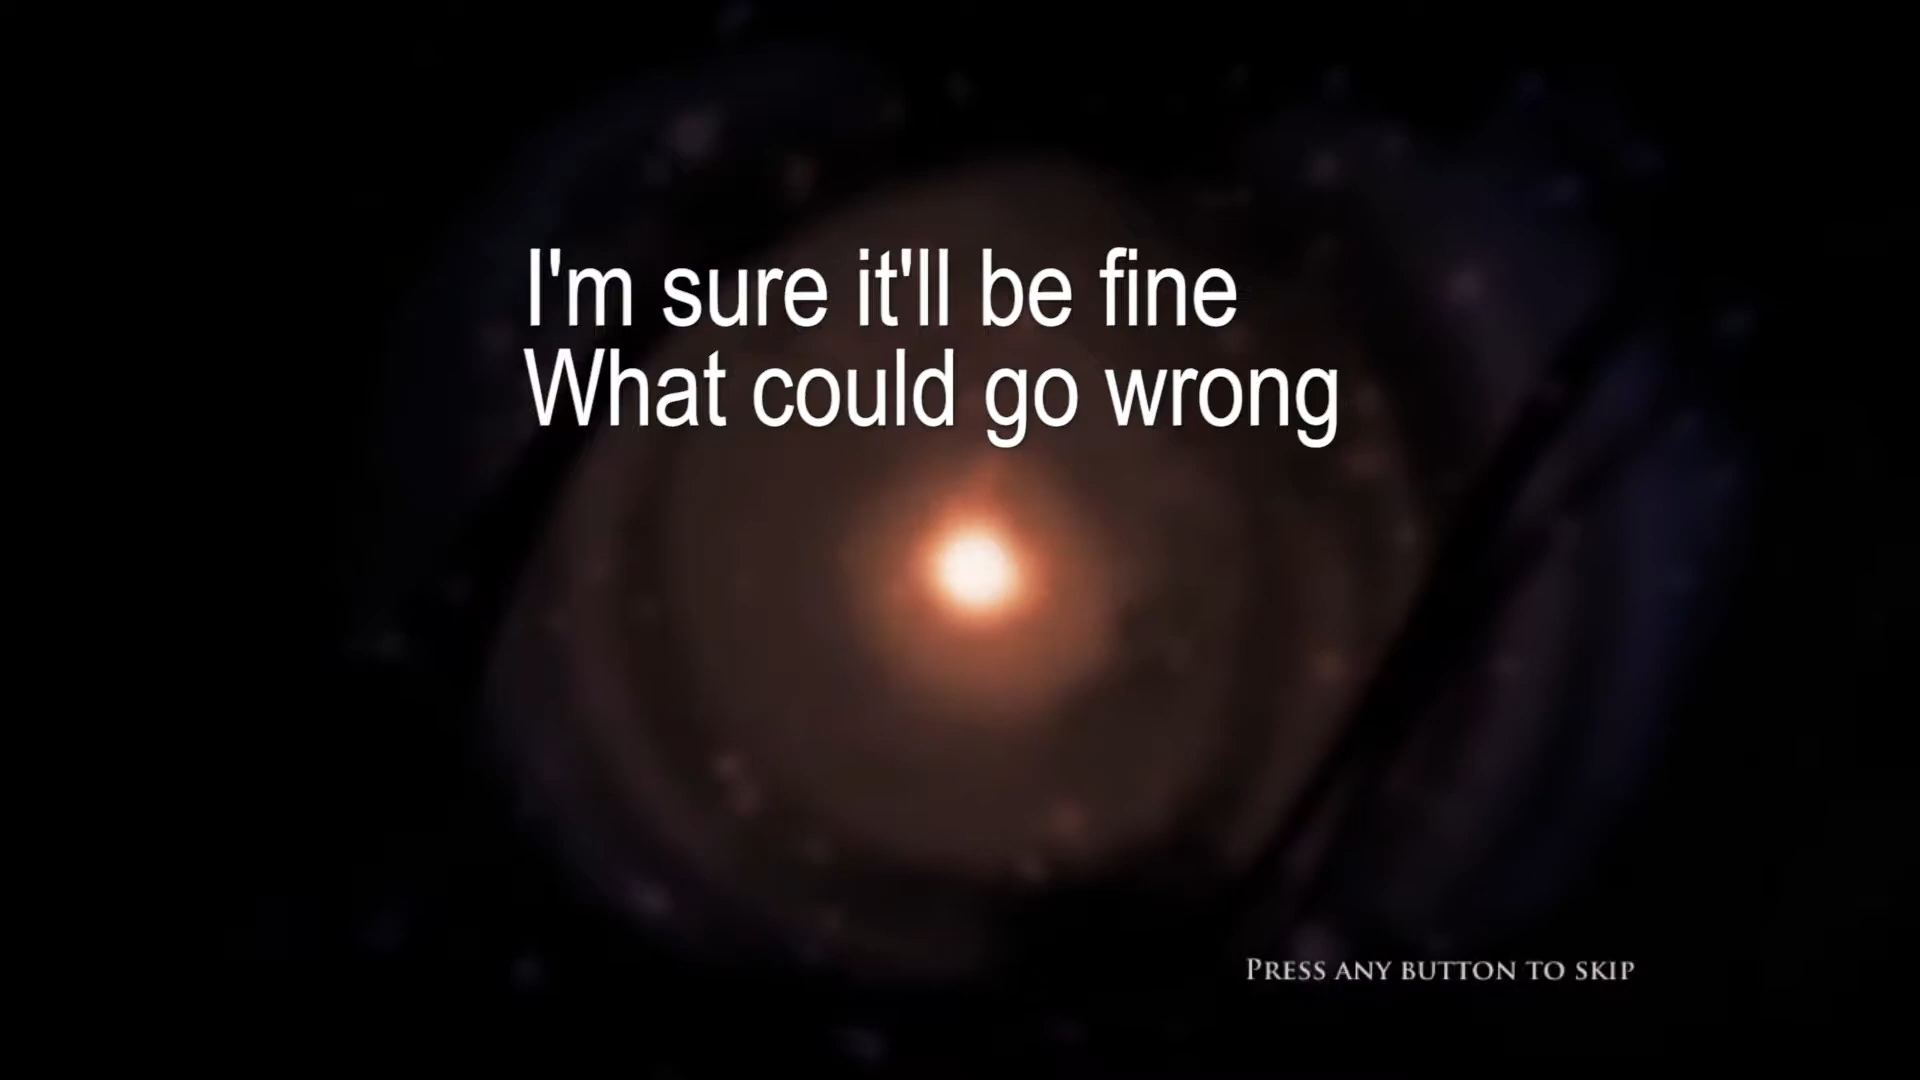 I'm sure it'll be fine
What could go wrong
PRESS ANY BUTTON TO SKIP